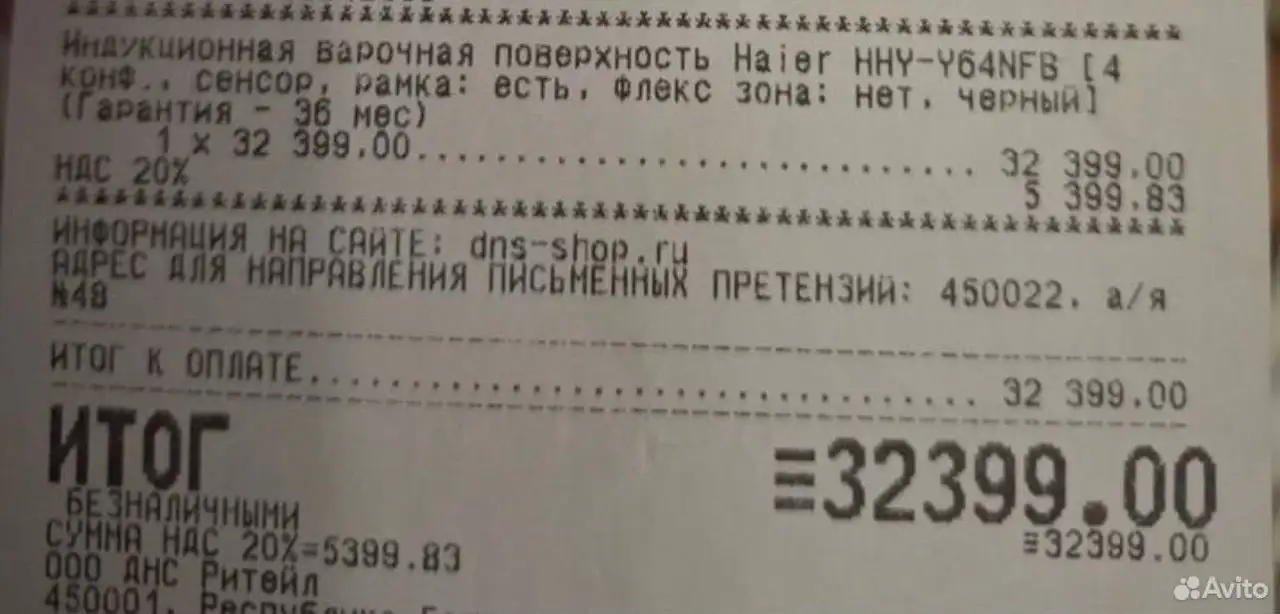 ************************************************
Индукционная варочная поверхность Haier HHY-Y64NFB [4
конф., сенсор, рамка: есть, флекс зона: нет, черный]
(Гарантия - 36 мес)
1 x 32 399.00................................ 32 399.00
НДС 20% 5 399.83
************************************************
ИНФОРМАЦИЯ НА САЙТЕ: dns-shop.ru
АДРЕС ДЛЯ НАПРАВЛЕНИЯ ПИСЬМЕННЫХ ПРЕТЕНЗИЙ: 450022, а/я
№48
ИТОГ К ОПЛАТЕ................................ 32 399.00
ИТОГ ≡32399.00
БЕЗНАЛИЧНЫМИ ≡32399.00
СУММА НДС 20%=5399.83
ООО ДНС Ритейл
450001, Республика
Avito